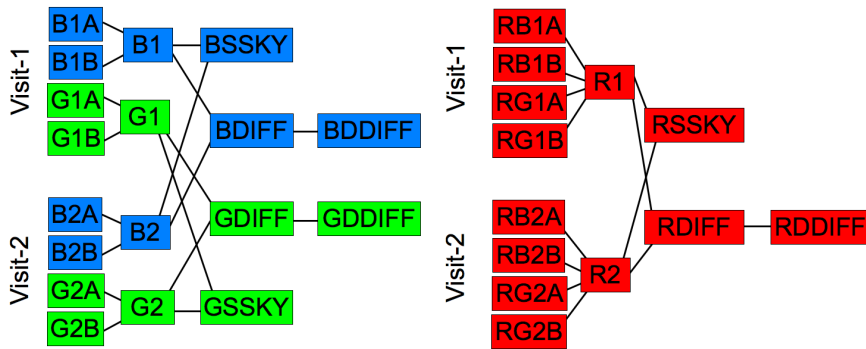 Visit-1
B1A
B1B
G1A
G1B
B1
G1
BSSKY
BDIFF
BDDIFF
Visit-2
B2A
B2B
G2A
G2B
B2
G2
GDIFF
GDDIFF
GSSKY
Visit-1
RB1A
RB1B
RG1A
RG1B
R1
RSSKY
Visit-2
RB2A
RB2B
RG2A
RG2B
R2
RDIFF
RDDIFF